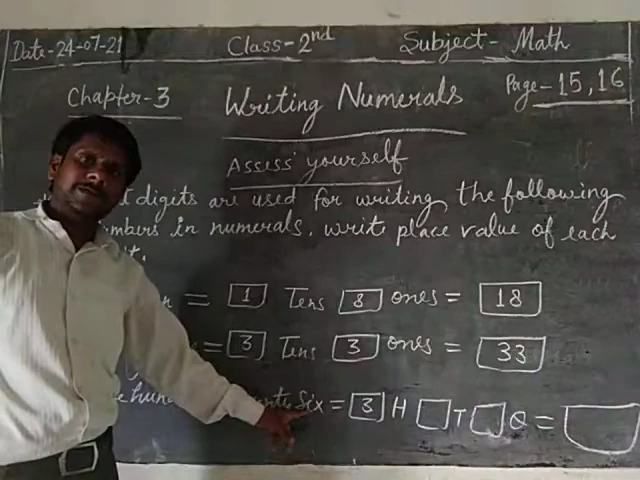 Date-24-07-21 Class-2nd Subject- Math
Chapter-3 Writing Numerals Page-15,16
Assess yourself
digits are used for writing the following
in numerals. write place value of each
= 1 Tens 8 ones = 18
= 3 Tens 3 ones = 33
Six = 3 H T O =